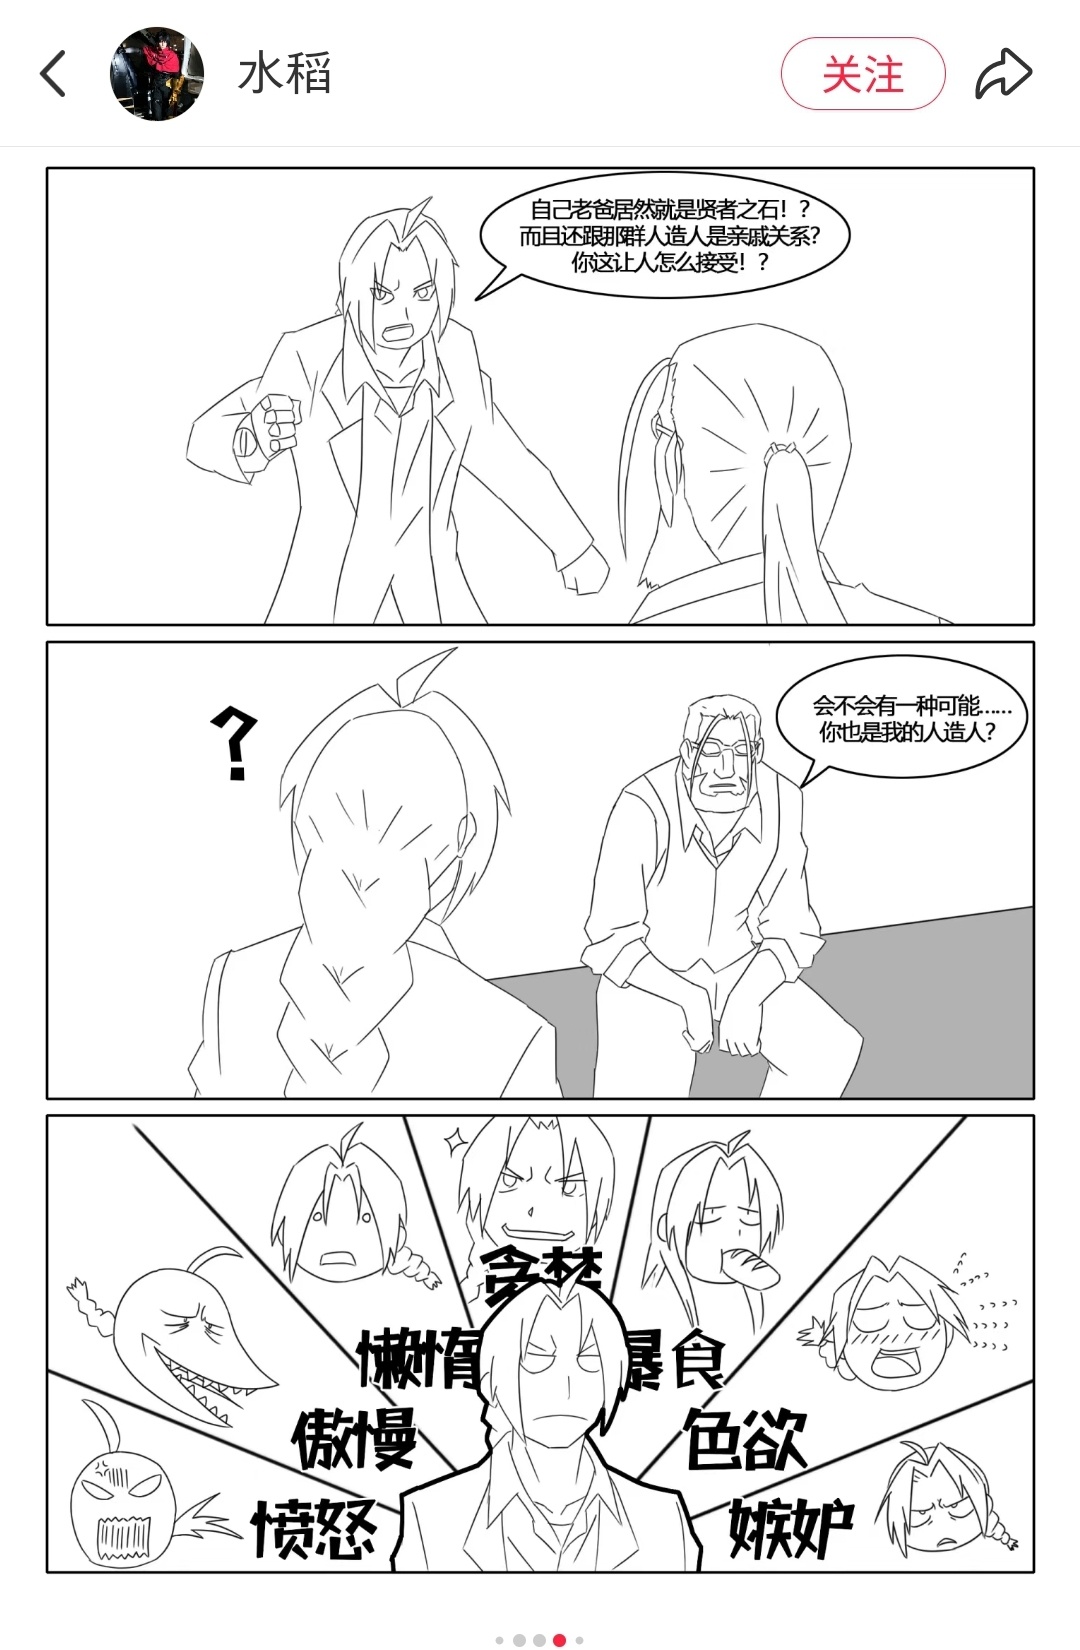 水稻
关注
自己老爸居然就是贤者之石！？
而且还跟那群人造人是亲戚关系？
你这让人怎么接受！？
？
会不会有一种可能……
你也是我的人造人？
贪婪
懒惰
暴食
傲慢
色欲
愤怒
嫉妒